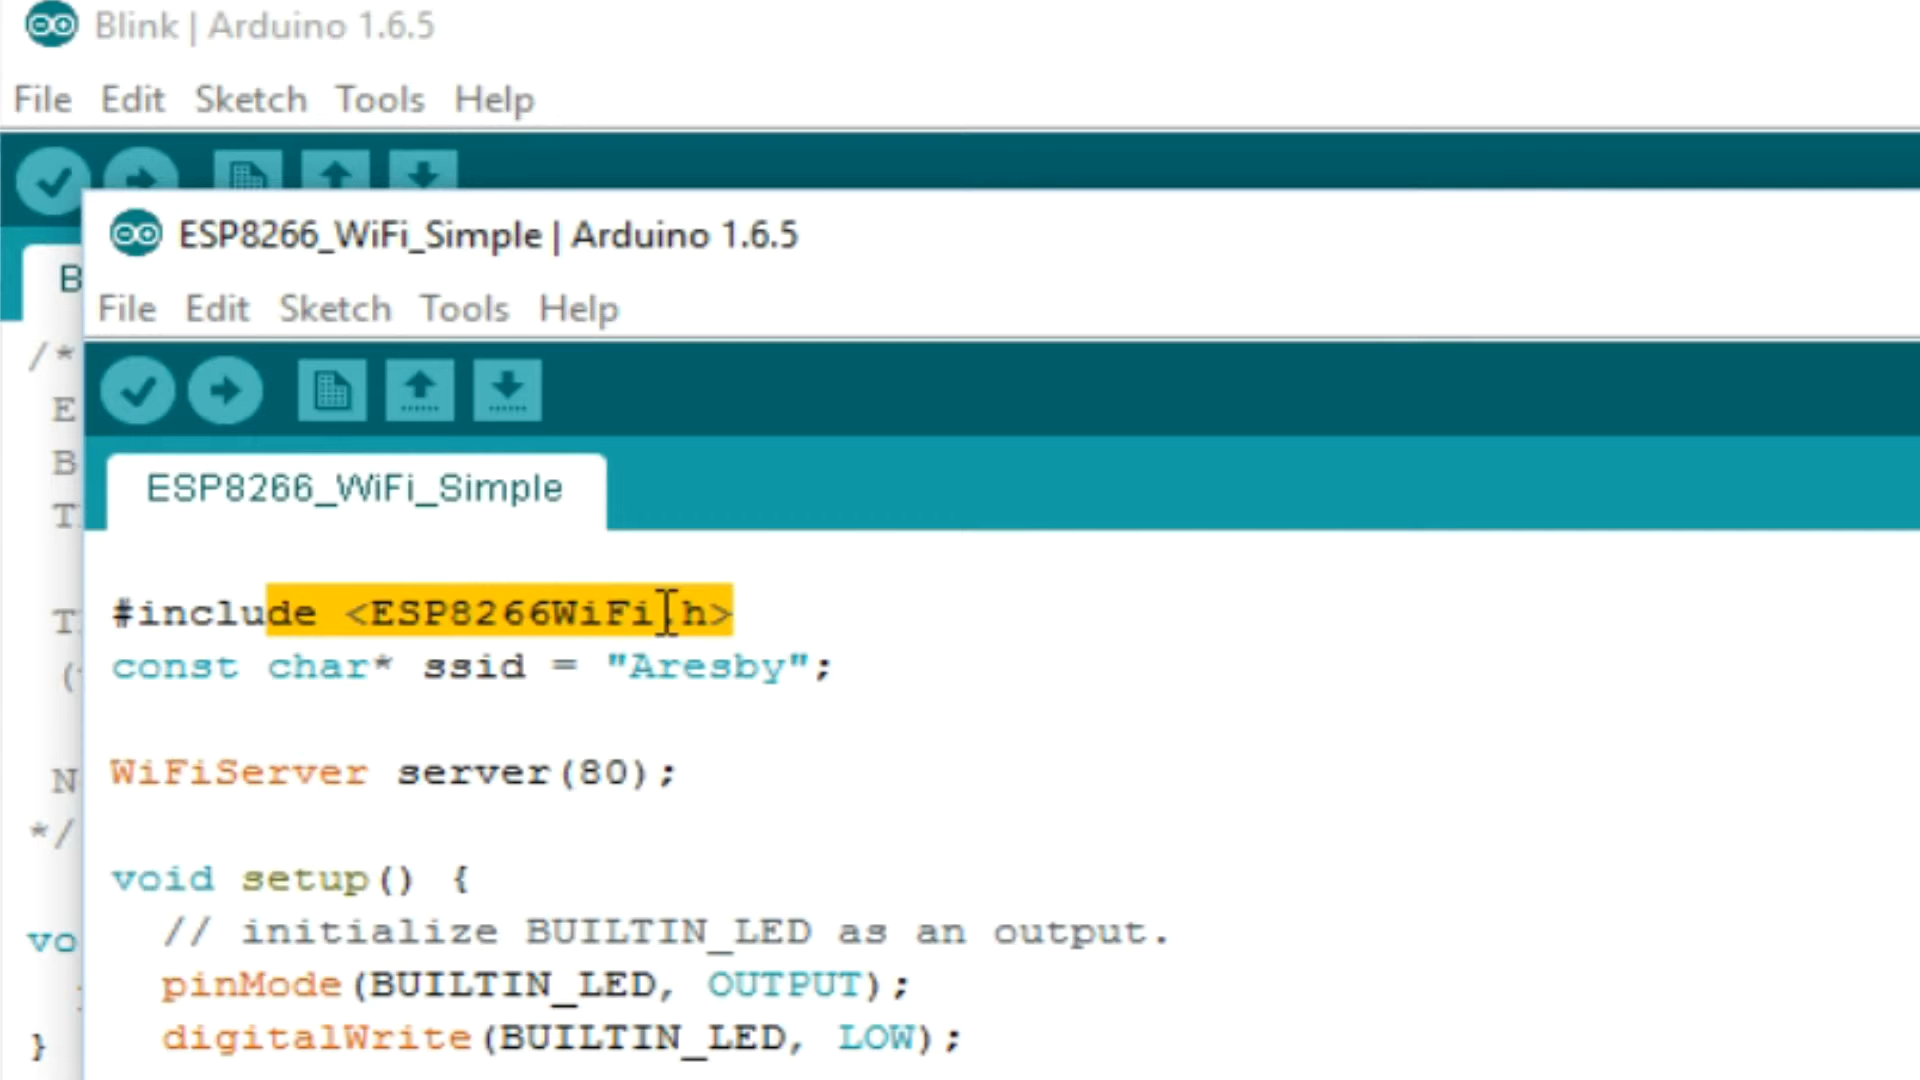 Blink | Arduino 1.6.5
File Edit Sketch Tools Help
ESP8266_WiFi_Simple | Arduino 1.6.5
B
File Edit Sketch Tools Help
/*
E
B
T
ESP8266_WiFi_Simple
#include <ESP8266WiFi.h>
T
const char* ssid = "Aresby";
(
WiFiServer server(80);
N
*/
void setup() {
// initialize BUILTIN_LED as an output.
vo
pinMode(BUILTIN_LED, OUTPUT);
digitalWrite(BUILTIN_LED, LOW);
}